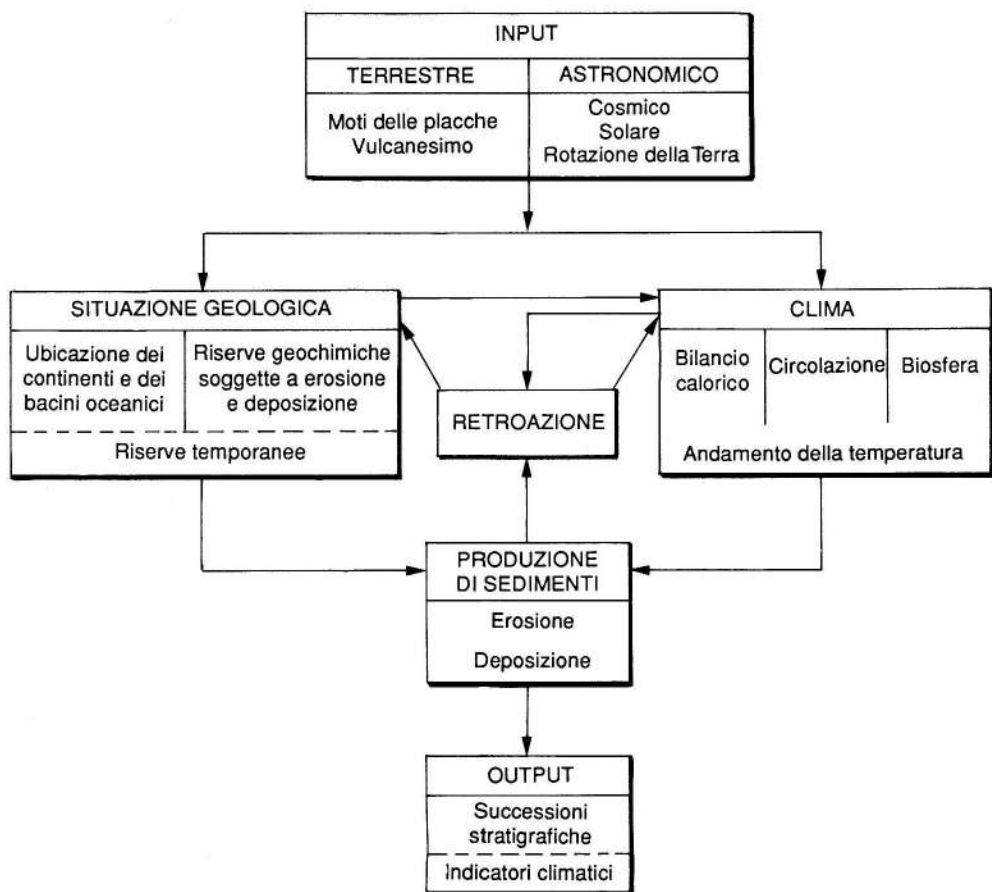 INPUT
TERRESTRE
ASTRONOMICO
Moti delle placche
Vulcanesimo
Cosmico
Solare
Rotazione della Terra
SITUAZIONE GEOLOGICA
Ubicazione dei
continenti e dei
bacini oceanici
Riserve geochimiche
soggette a erosione
e deposizione
Riserve temporanee
RETROAZIONE
CLIMA
Bilancio
calorico
Circolazione
Biosfera
Andamento della temperatura
PRODUZIONE
DI SEDIMENTI
Erosione
Deposizione
OUTPUT
Successioni
stratigrafiche
Indicatori climatici